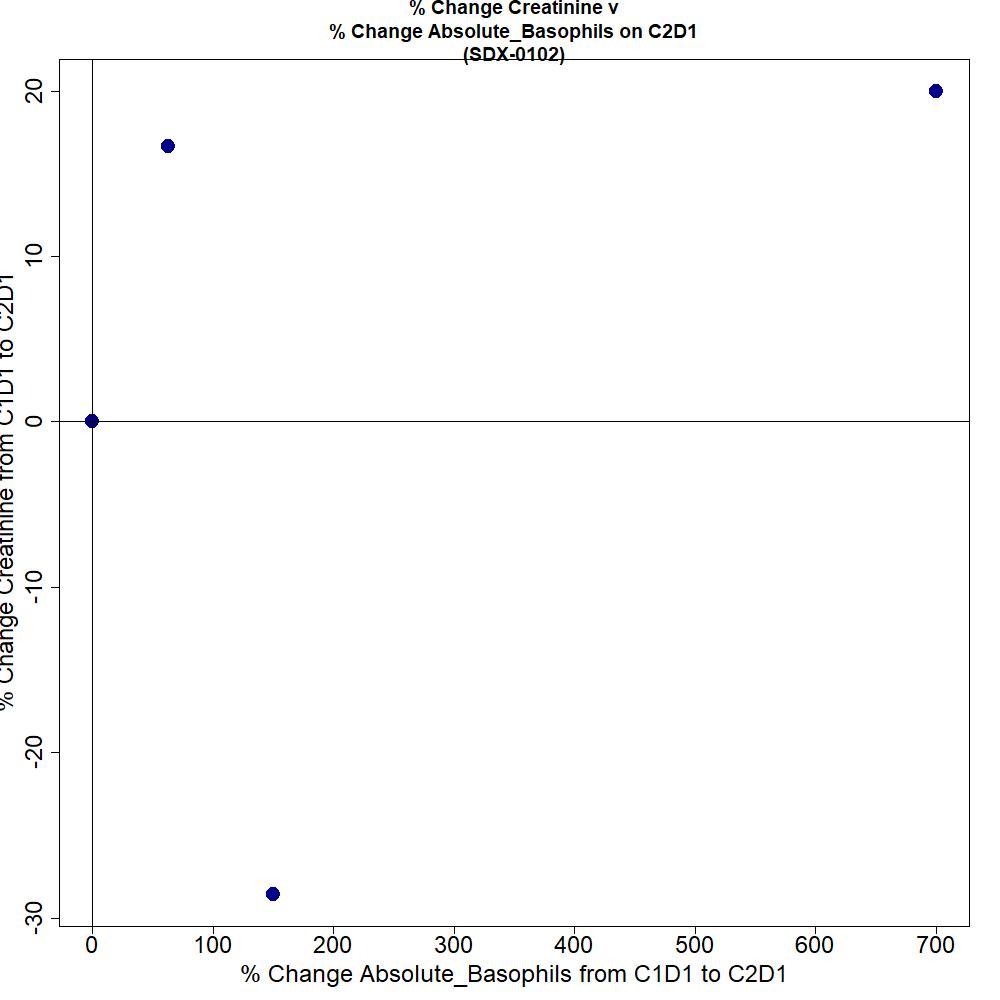 % Change Creatinine v
% Change Absolute_Basophils on C2D1
(SDX-0102)
20
10
0
-10
-20
-30
% Change Creatinine from C1D1 to C2D1
0 100 200 300 400 500 600 700
% Change Absolute_Basophils from C1D1 to C2D1